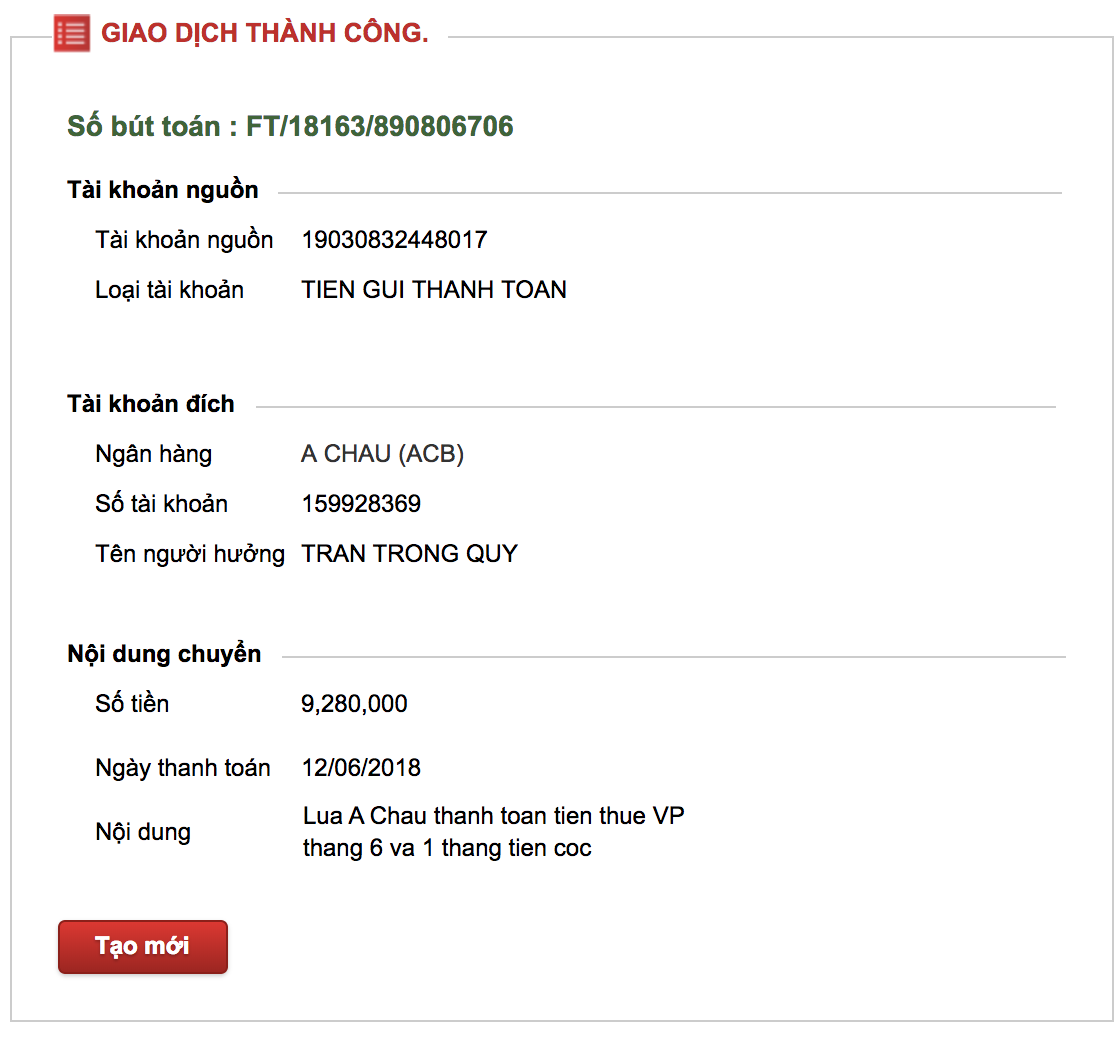 GIAO DỊCH THÀNH CÔNG.
Số bút toán : FT/18163/890806706
Tài khoản nguồn
Tài khoản nguồn 19030832448017
Loại tài khoản TIEN GUI THANH TOAN
Tài khoản đích
Ngân hàng A CHAU (ACB)
Số tài khoản 159928369
Tên người hưởng TRAN TRONG QUY
Nội dung chuyển
Số tiền 9,280,000
Ngày thanh toán 12/06/2018
Nội dung Lua A Chau thanh toan tien thue VP
thang 6 va 1 thang tien coc
Tạo mới